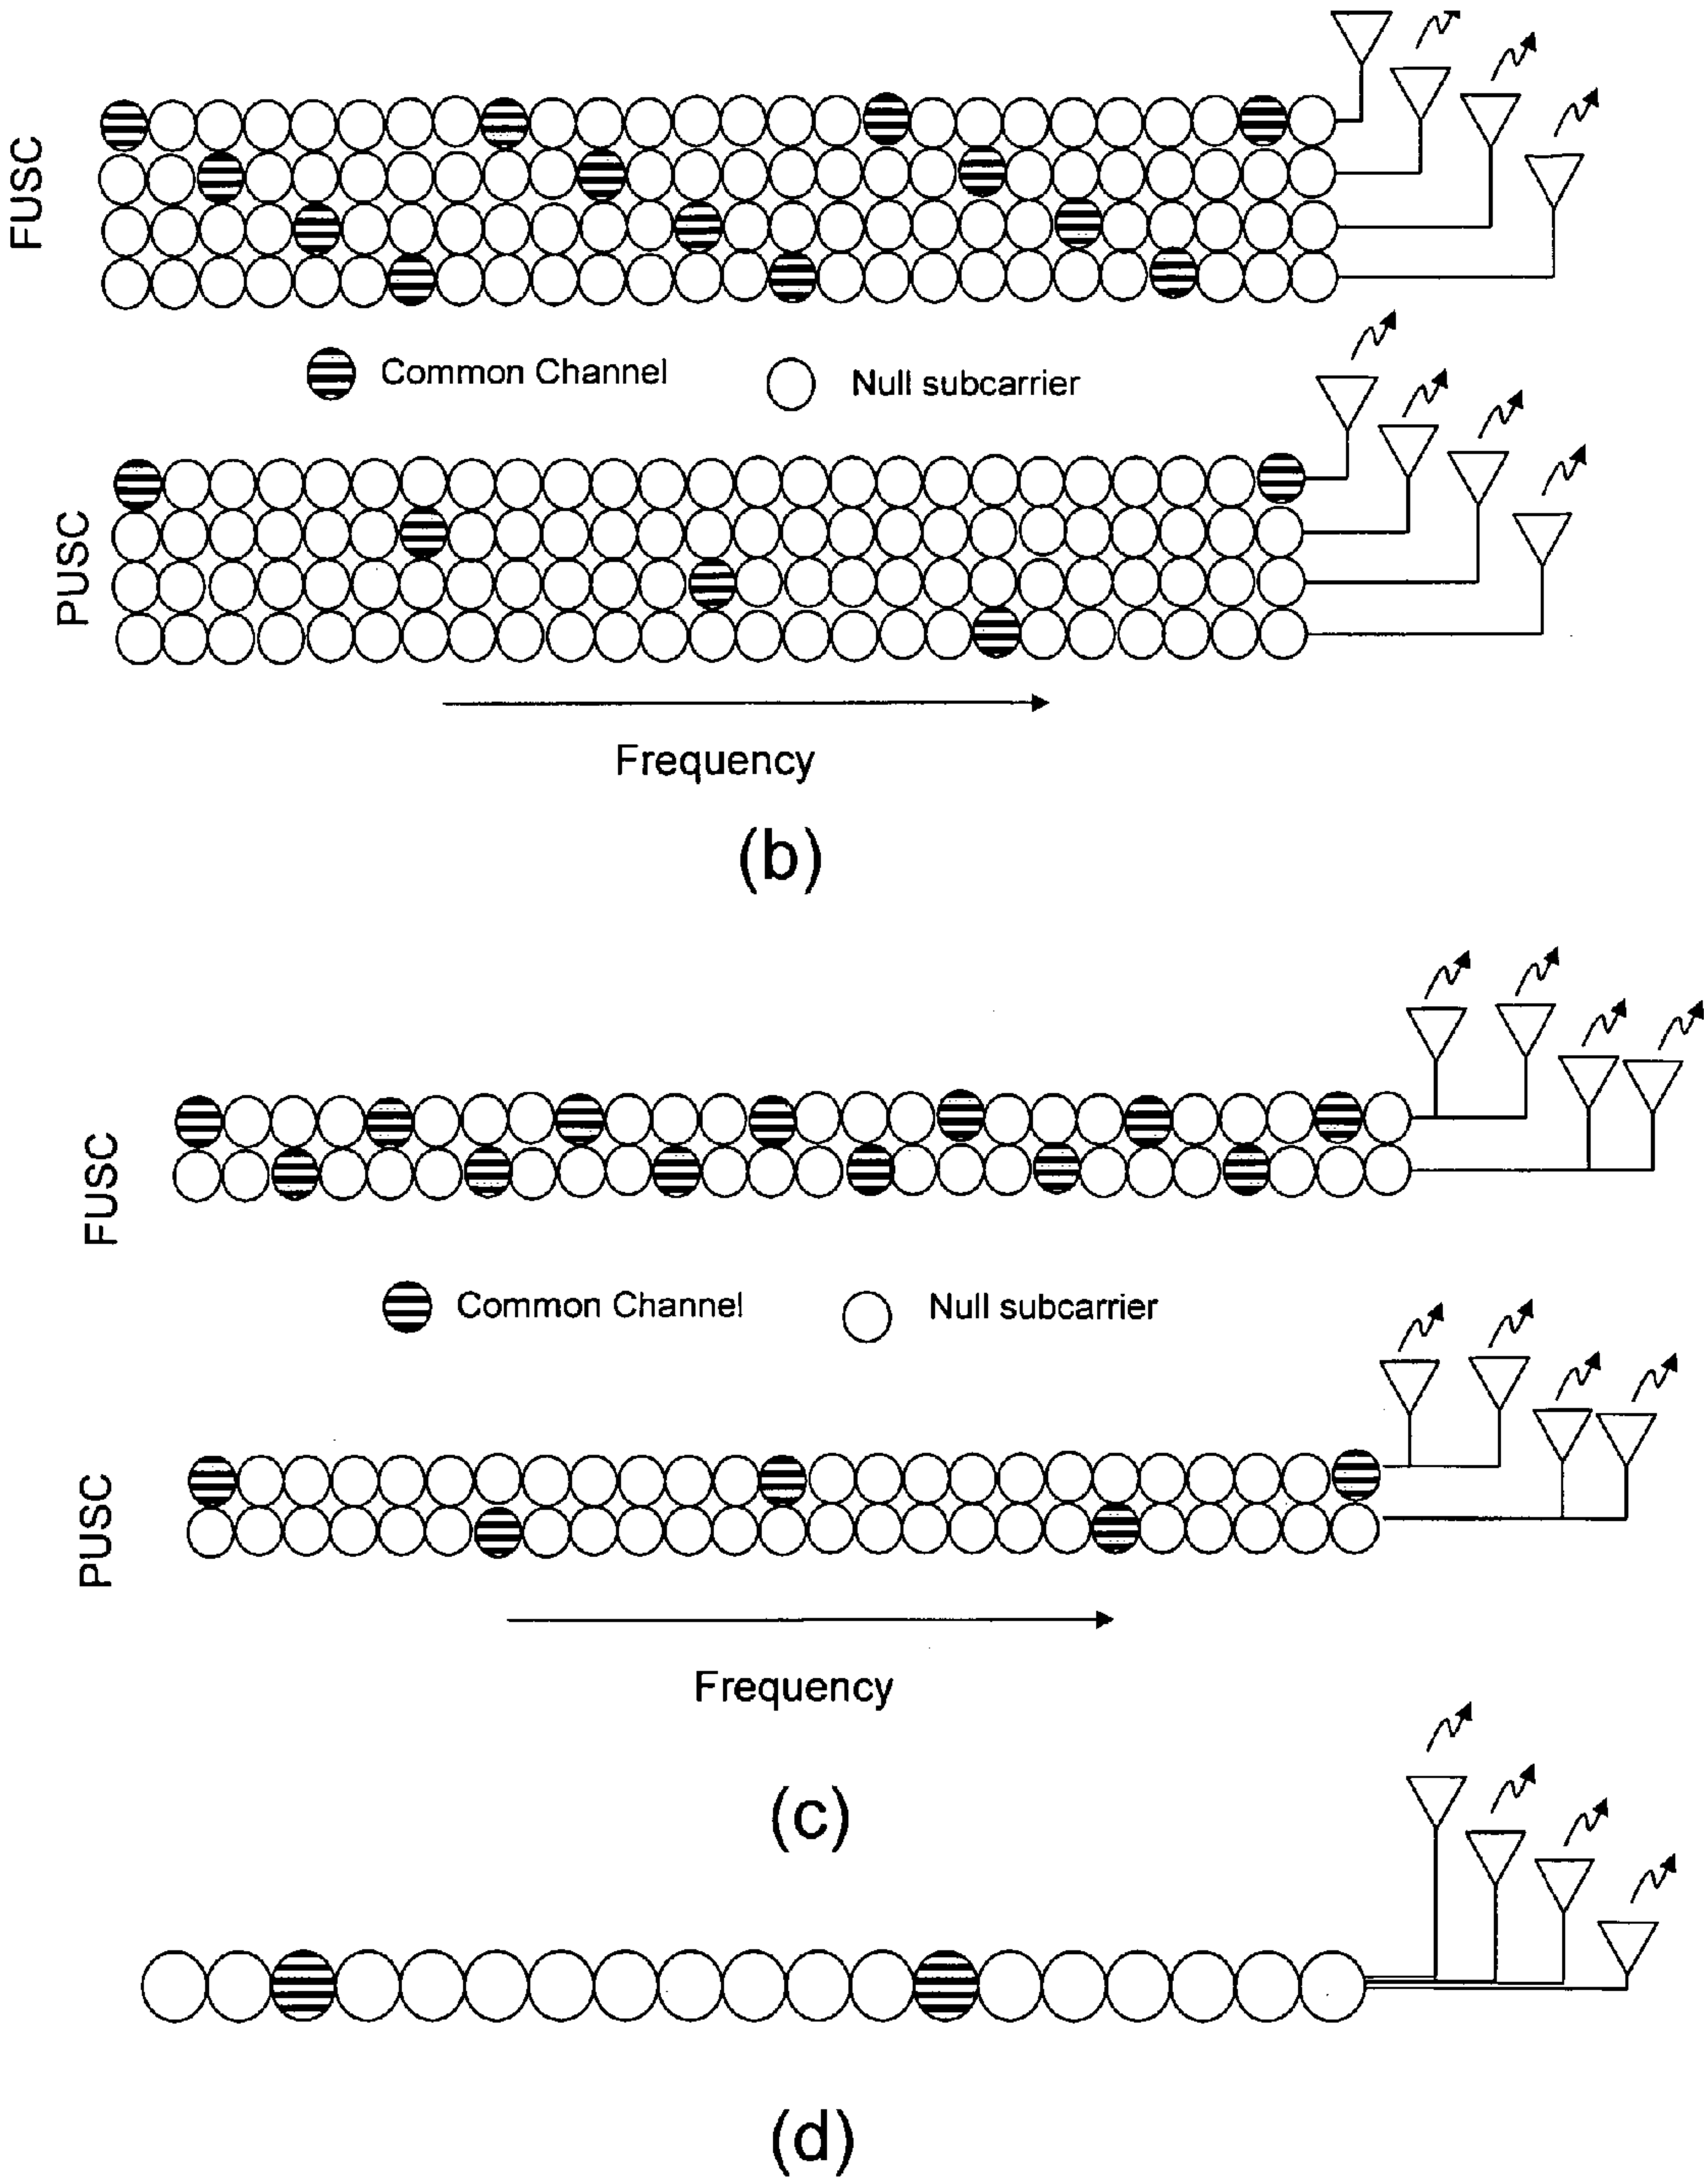 FUSC
Common Channel
Null subcarrier
PUSC
Frequency
(b)
FUSC
Common Channel
Null subcarrier
PUSC
Frequency
(c)
(d)